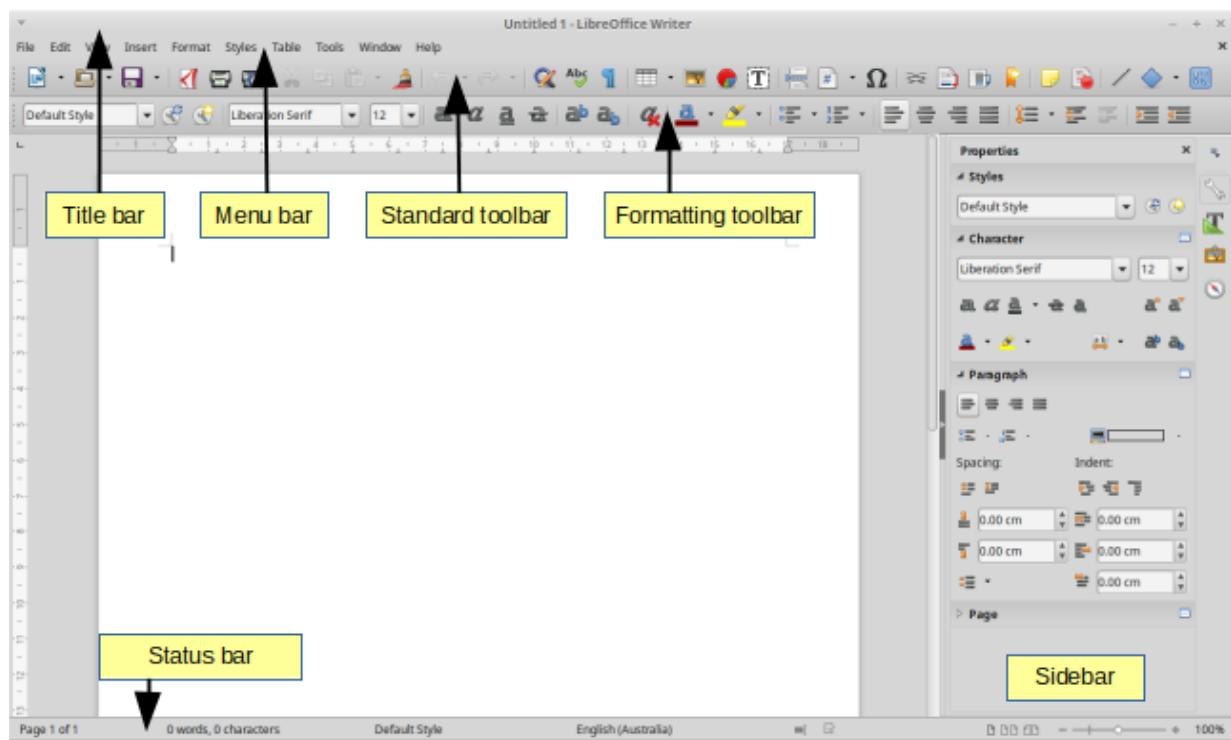 Untitled 1 - LibreOffice Writer
File Edit View Insert Format Styles Table Tools Window Help
Default Style Liberation Serif 12
Properties
Styles
Title bar Menu bar Standard toolbar Formatting toolbar
Default Style
Character
Liberation Serif 12
Paragraph
Spacing: Indent:
0.00 cm 0.00 cm
0.00 cm 0.00 cm
0.00 cm
Page
Status bar
Sidebar
Page 1 of 1 0 words, 0 characters Default Style English (Australia) 100%